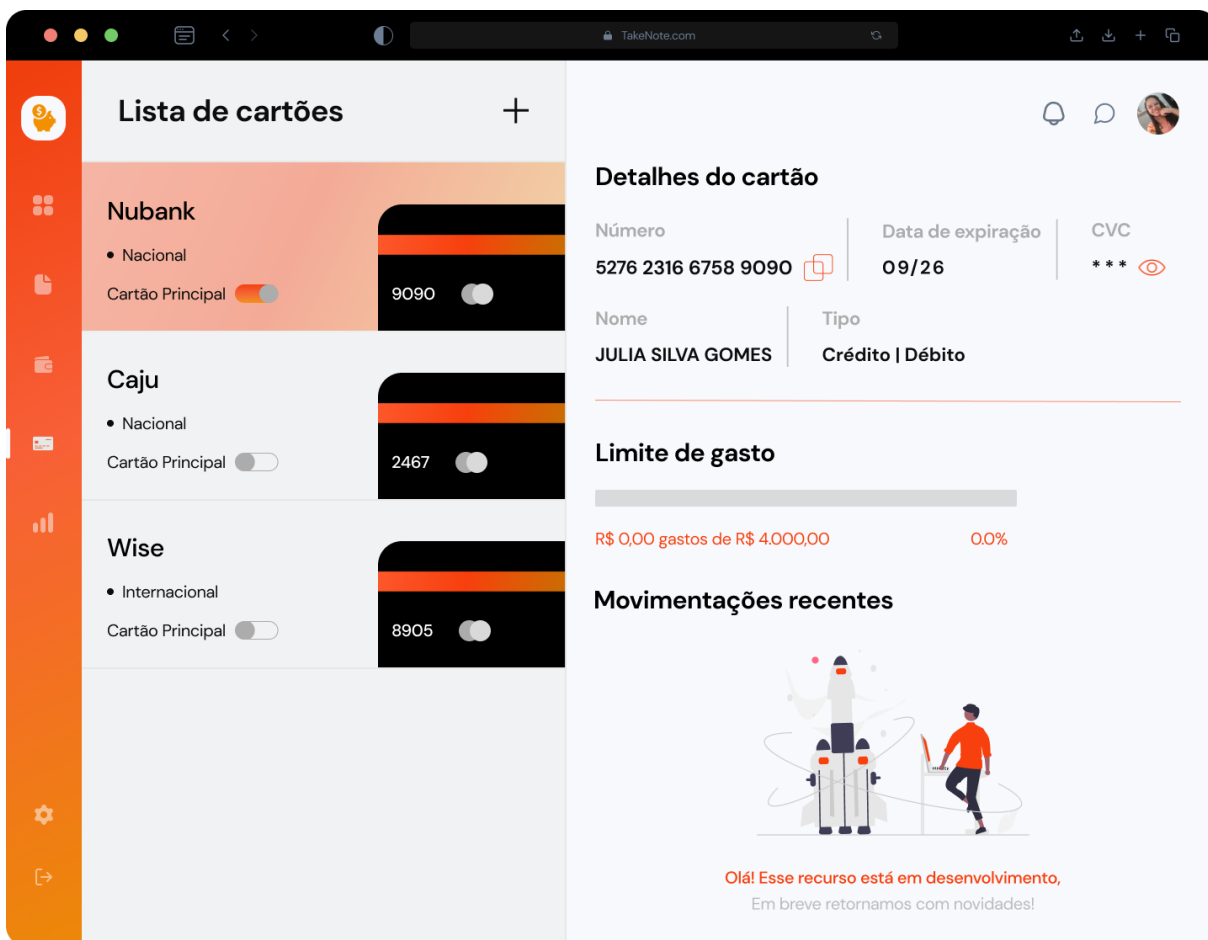 TakeNote.com
Lista de cartões
Nubank
Nacional
Cartão Principal
9090
Caju
Nacional
Cartão Principal
2467
Wise
Internacional
Cartão Principal
8905
Detalhes do cartão
Número
5276 2316 6758 9090
Data de expiração
09/26
CVC
***
Nome
JULIA SILVA GOMES
Tipo
Crédito | Débito
Limite de gasto
R$ 0,00 gastos de R$ 4.000,00 0.0%
Movimentações recentes
Olá! Esse recurso está em desenvolvimento,
Em breve retornamos com novidades!